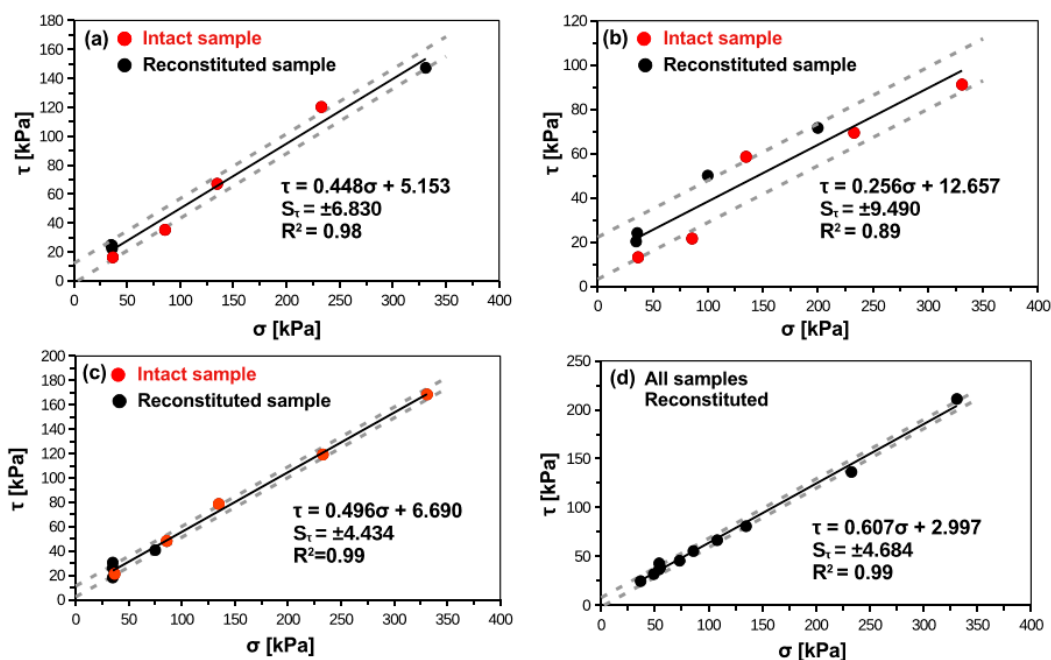 (a)
Intact sample
Reconstituted sample
180
160
140
120
100
80
60
40
20
0
τ [kPa]
τ = 0.448σ + 5.153
Sτ = ±6.830
R² = 0.98
0 50 100 150 200 250 300 350 400
σ [kPa]
(b)
Intact sample
Reconstituted sample
120
100
80
60
40
20
0
τ [kPa]
τ = 0.256σ + 12.657
Sτ = ±9.490
R² = 0.89
0 50 100 150 200 250 300 350 400
σ [kPa]
(c)
Intact sample
Reconstituted sample
200
180
160
140
120
100
80
60
40
20
0
τ [kPa]
τ = 0.496σ + 6.690
Sτ = ±4.434
R²=0.99
0 50 100 150 200 250 300 350 400
σ [kPa]
(d) All samples
Reconstituted
250
200
150
100
50
0
τ [kPa]
τ = 0.607σ + 2.997
Sτ = ±4.684
R² = 0.99
0 50 100 150 200 250 300 350 400
σ [kPa]